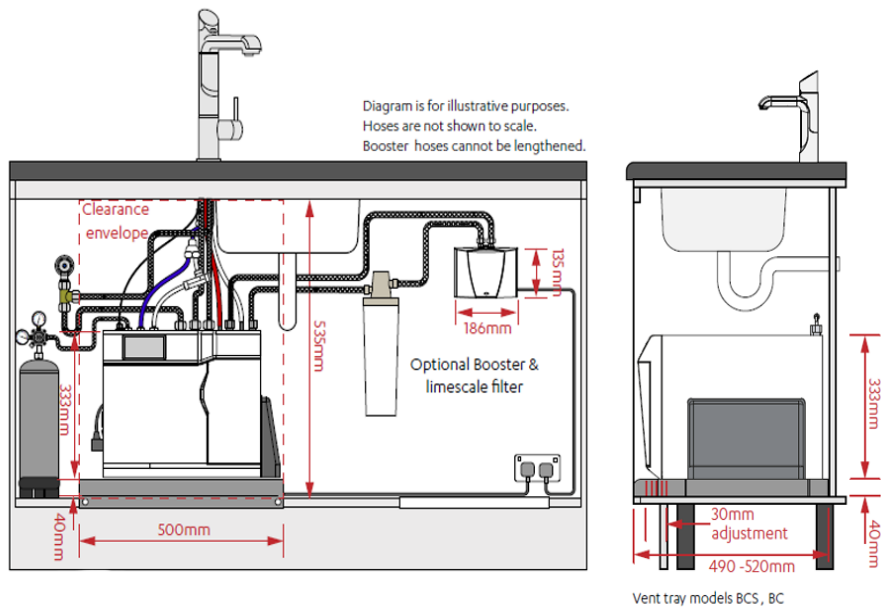 Diagram is for illustrative purposes.
Hoses are not shown to scale.
Booster hoses cannot be lengthened.
Clearance
envelope
135mm
186mm
535mm
Optional Booster &
limescale filter
333mm
40mm
500mm
333mm
30mm
adjustment
40mm
490 -520mm
Vent tray models BCS , BC